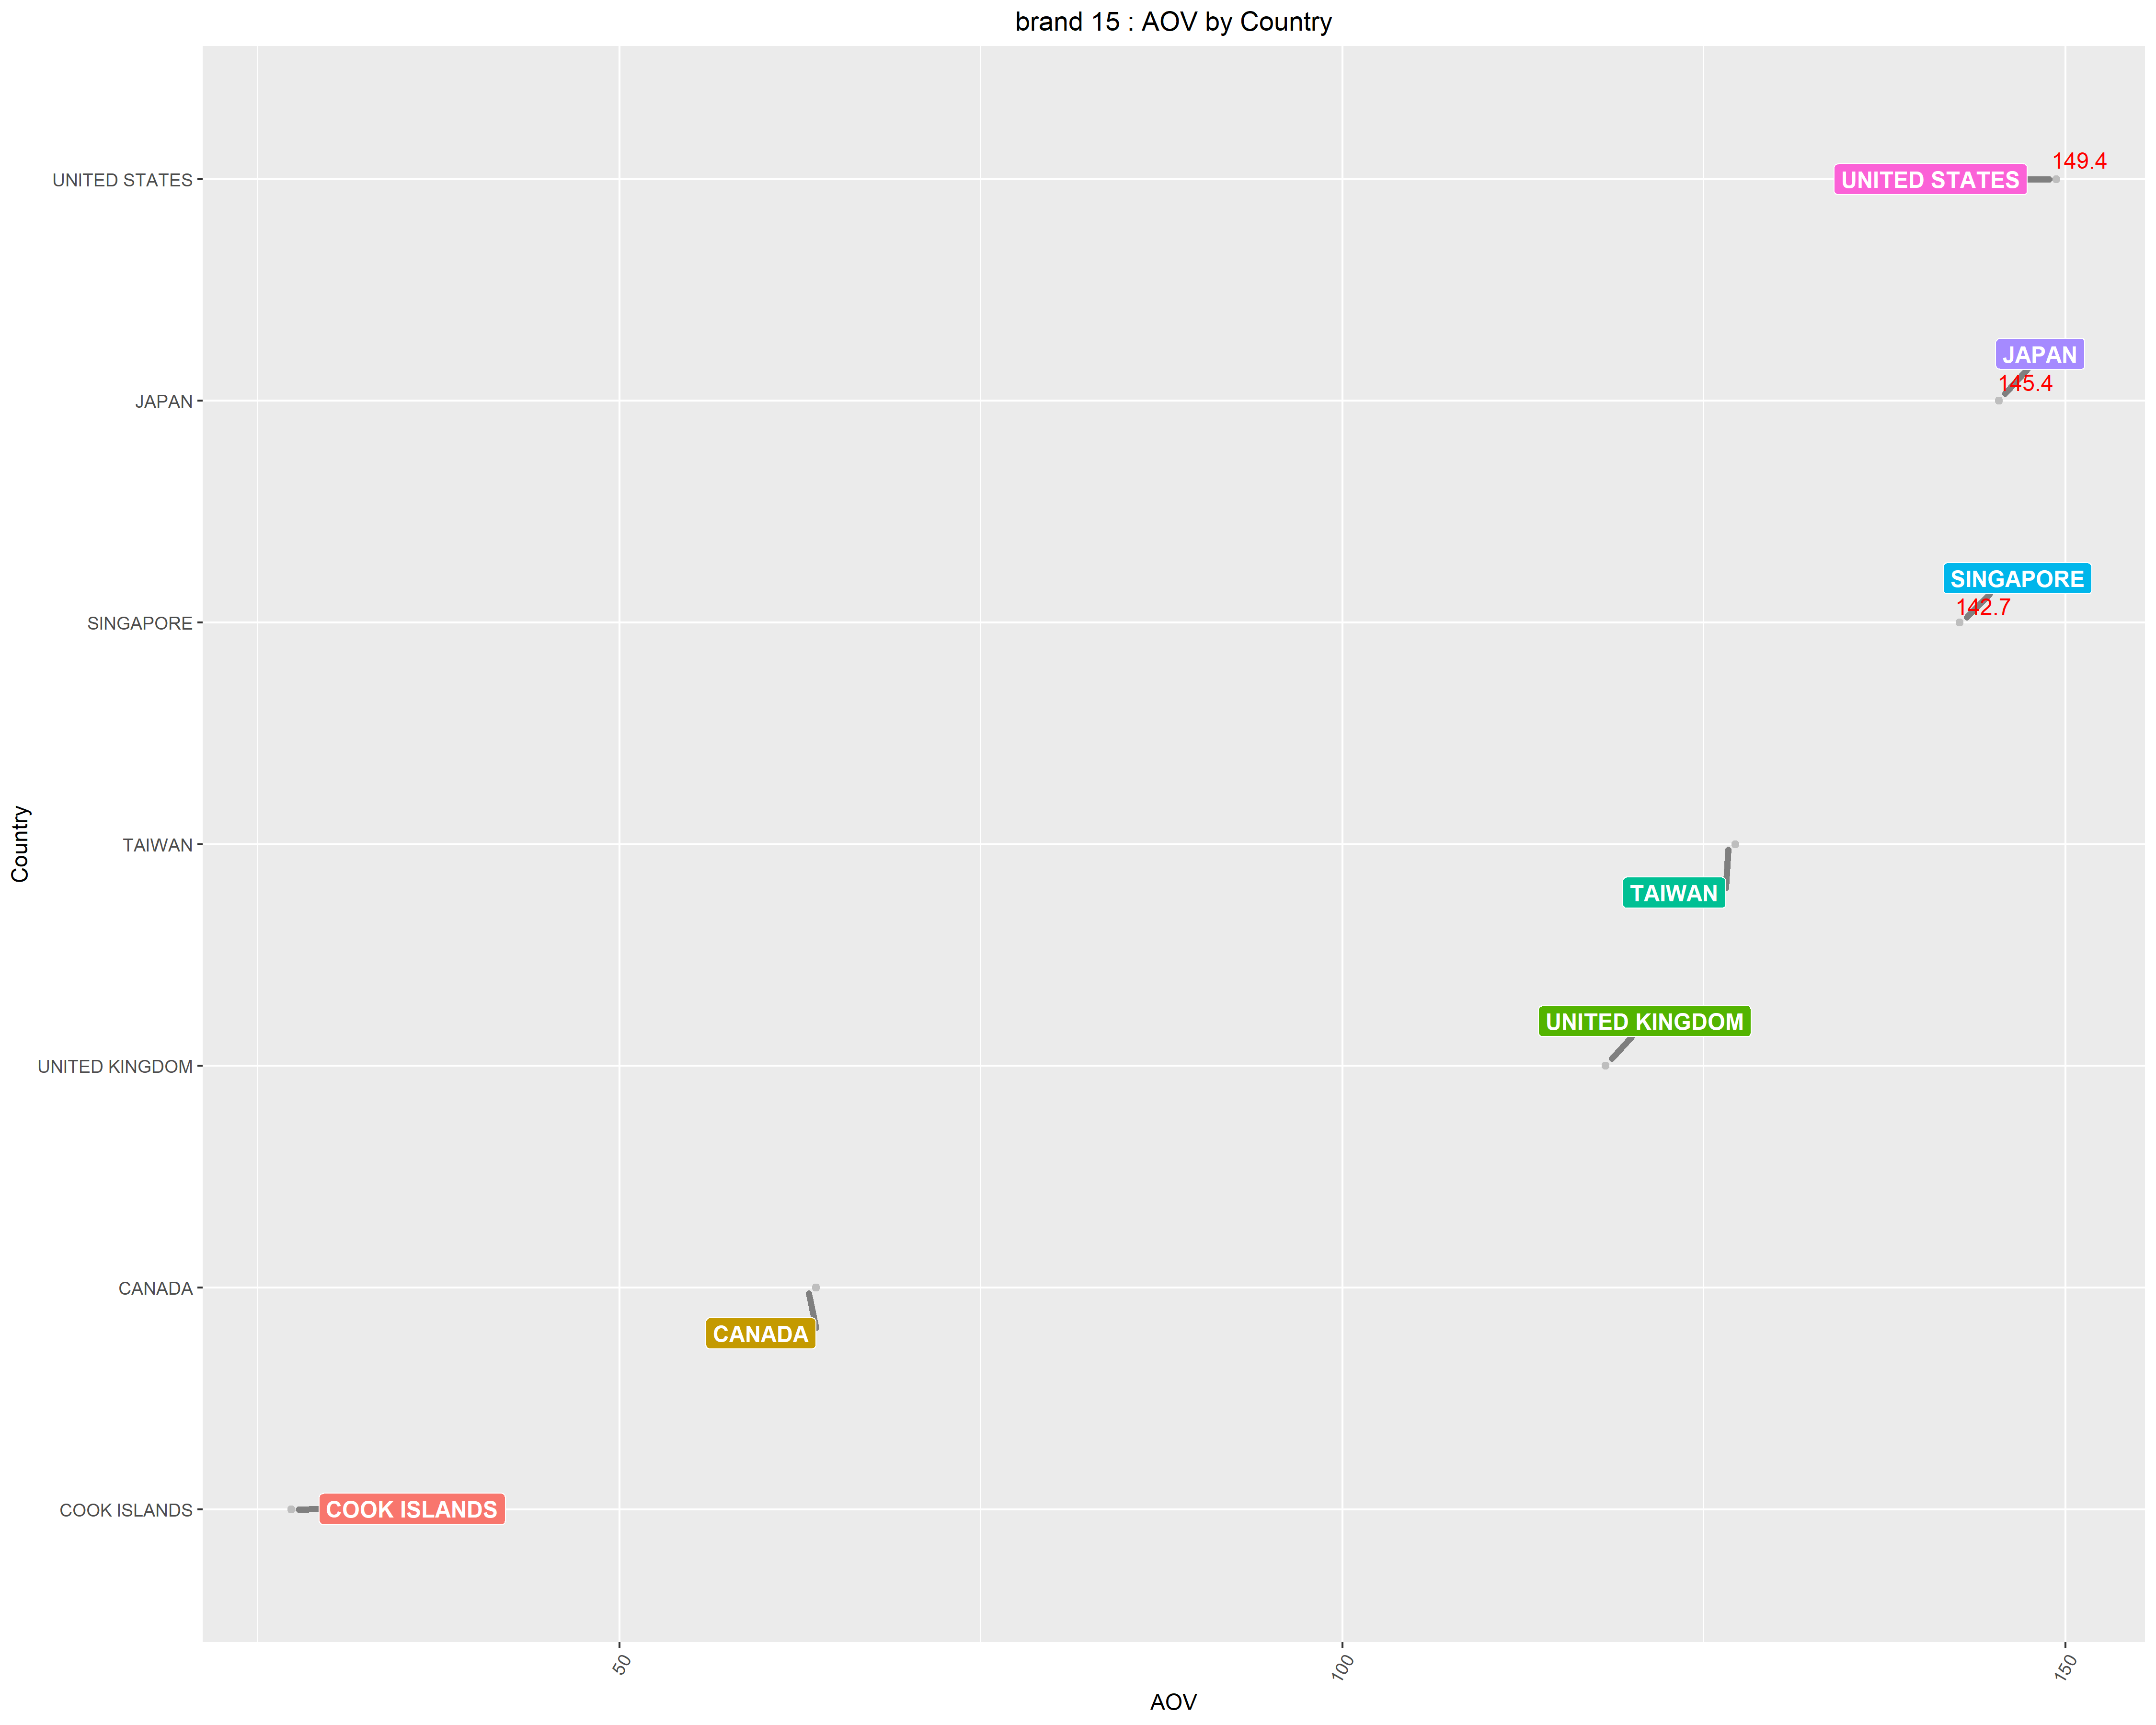 brand 15 : AOV by Country
149.4
UNITED STATES
UNITED STATES
JAPAN
145.4
JAPAN
SINGAPORE
142.7
SINGAPORE
TAIWAN
TAIWAN
UNITED KINGDOM
UNITED KINGDOM
CANADA
CANADA
COOK ISLANDS
COOK ISLANDS
Country
50
100
150
AOV